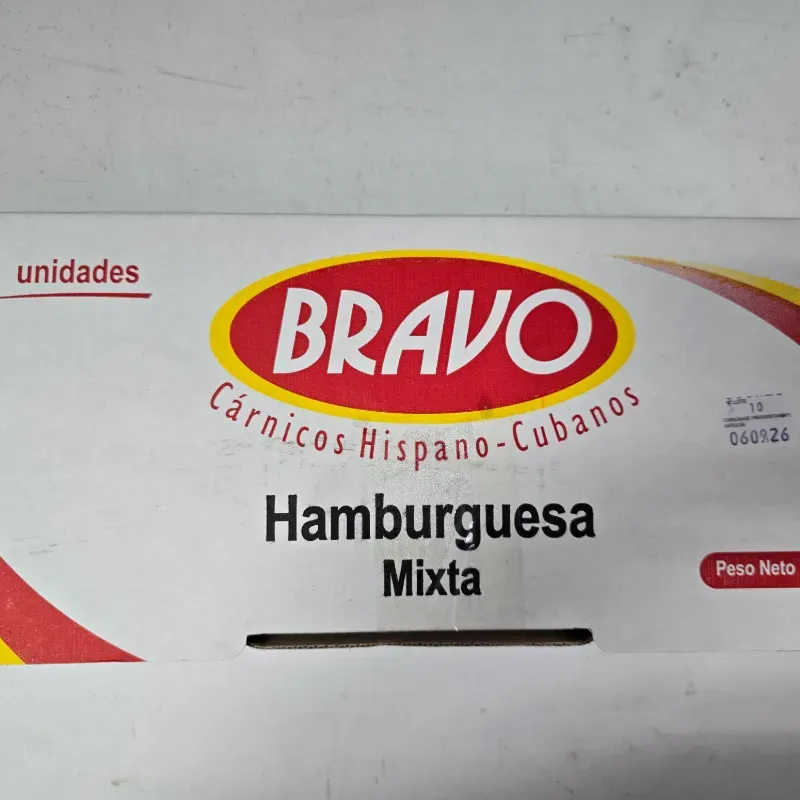 unidades
BRAVO
Cárnicos Hispano-Cubanos
10
060926
Hamburguesa
Mixta
Peso Neto